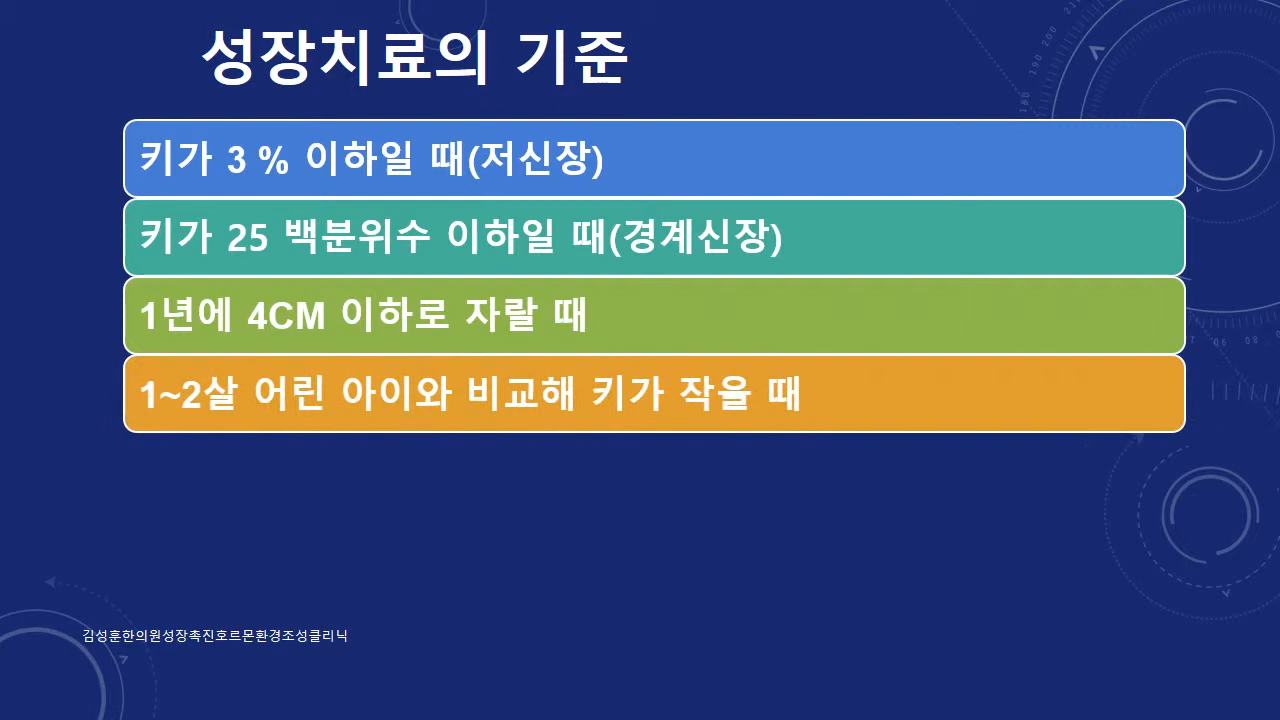 성장치료의 기준
키가 3 % 이하일 때(저신장)
키가 25 백분위수 이하일 때(경계신장)
1년에 4CM 이하로 자랄 때
1~2살 어린 아이와 비교해 키가 작을 때
김성훈한의원성장촉진호르몬환경조성클리닉